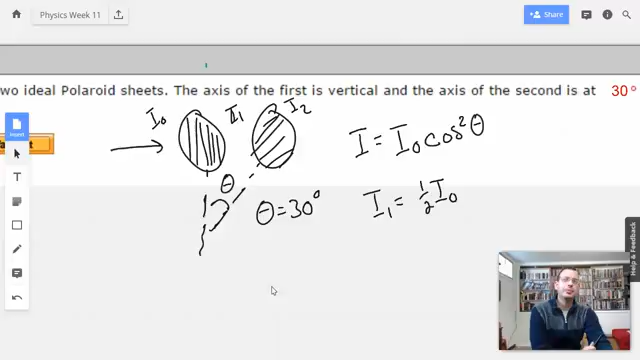 Physics Week 11
Share
wo ideal Polaroid sheets. The axis of the first is vertical and the axis of the second is at 30°
I₀ I₁ I₂
I = I₀cos²θ
θ
θ=30°
I₁ = ½I₀
Insert
Help & Feedback